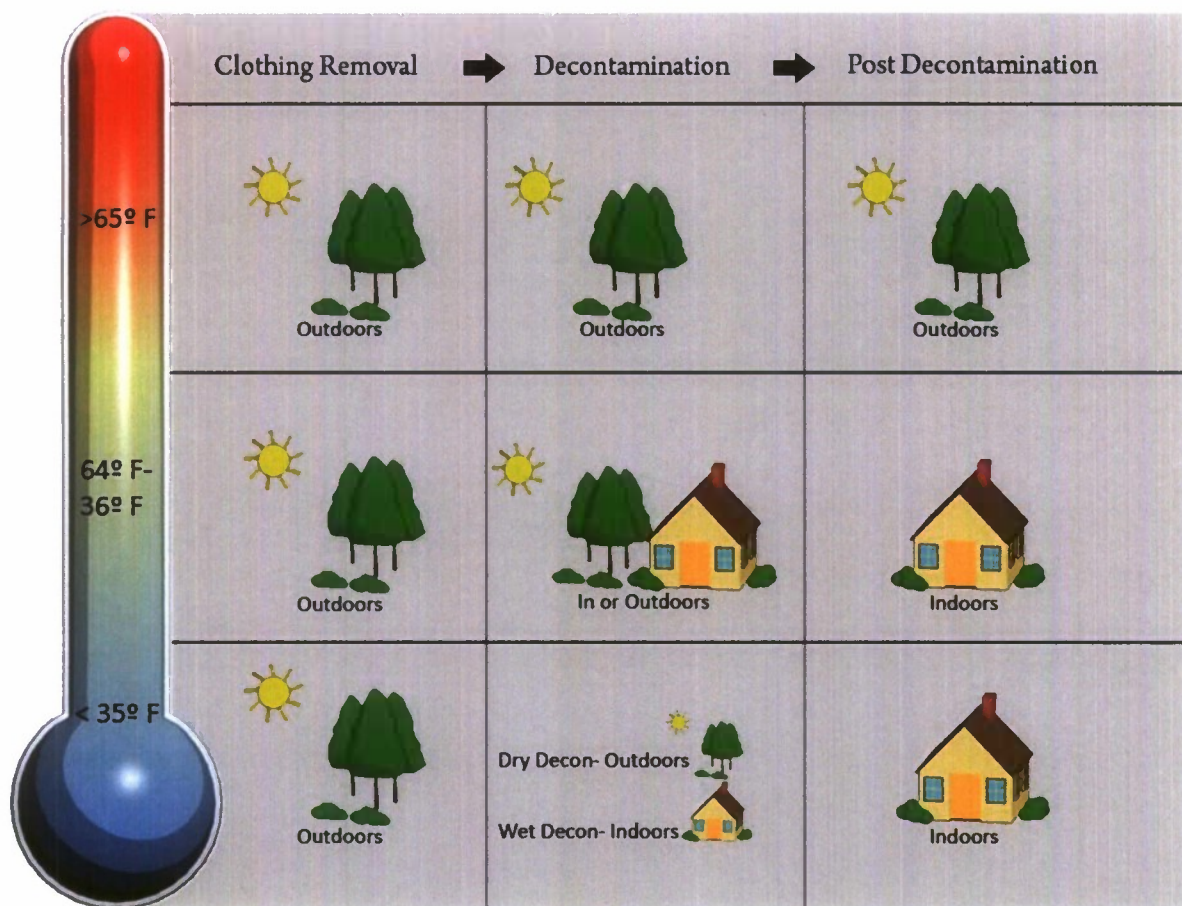 Clothing Removal
Decontamination
Post Decontamination
>65º F
Outdoors
Outdoors
Outdoors
64º F-
36º F
Outdoors
In or Outdoors
Indoors
< 35º F
Outdoors
Dry Decon- Outdoors
Wet Decon- Indoors
Indoors